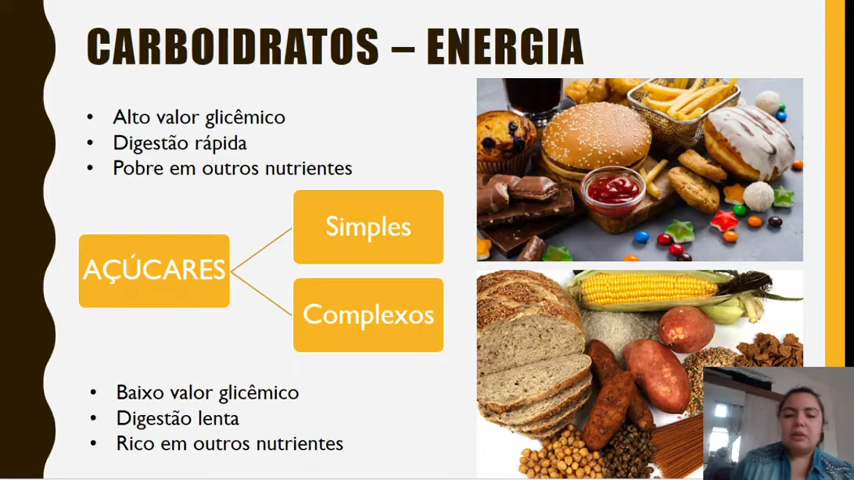 CARBOIDRATOS – ENERGIA
• Alto valor glicêmico
• Digestão rápida
• Pobre em outros nutrientes
Simples
AÇÚCARES
Complexos
• Baixo valor glicêmico
• Digestão lenta
• Rico em outros nutrientes